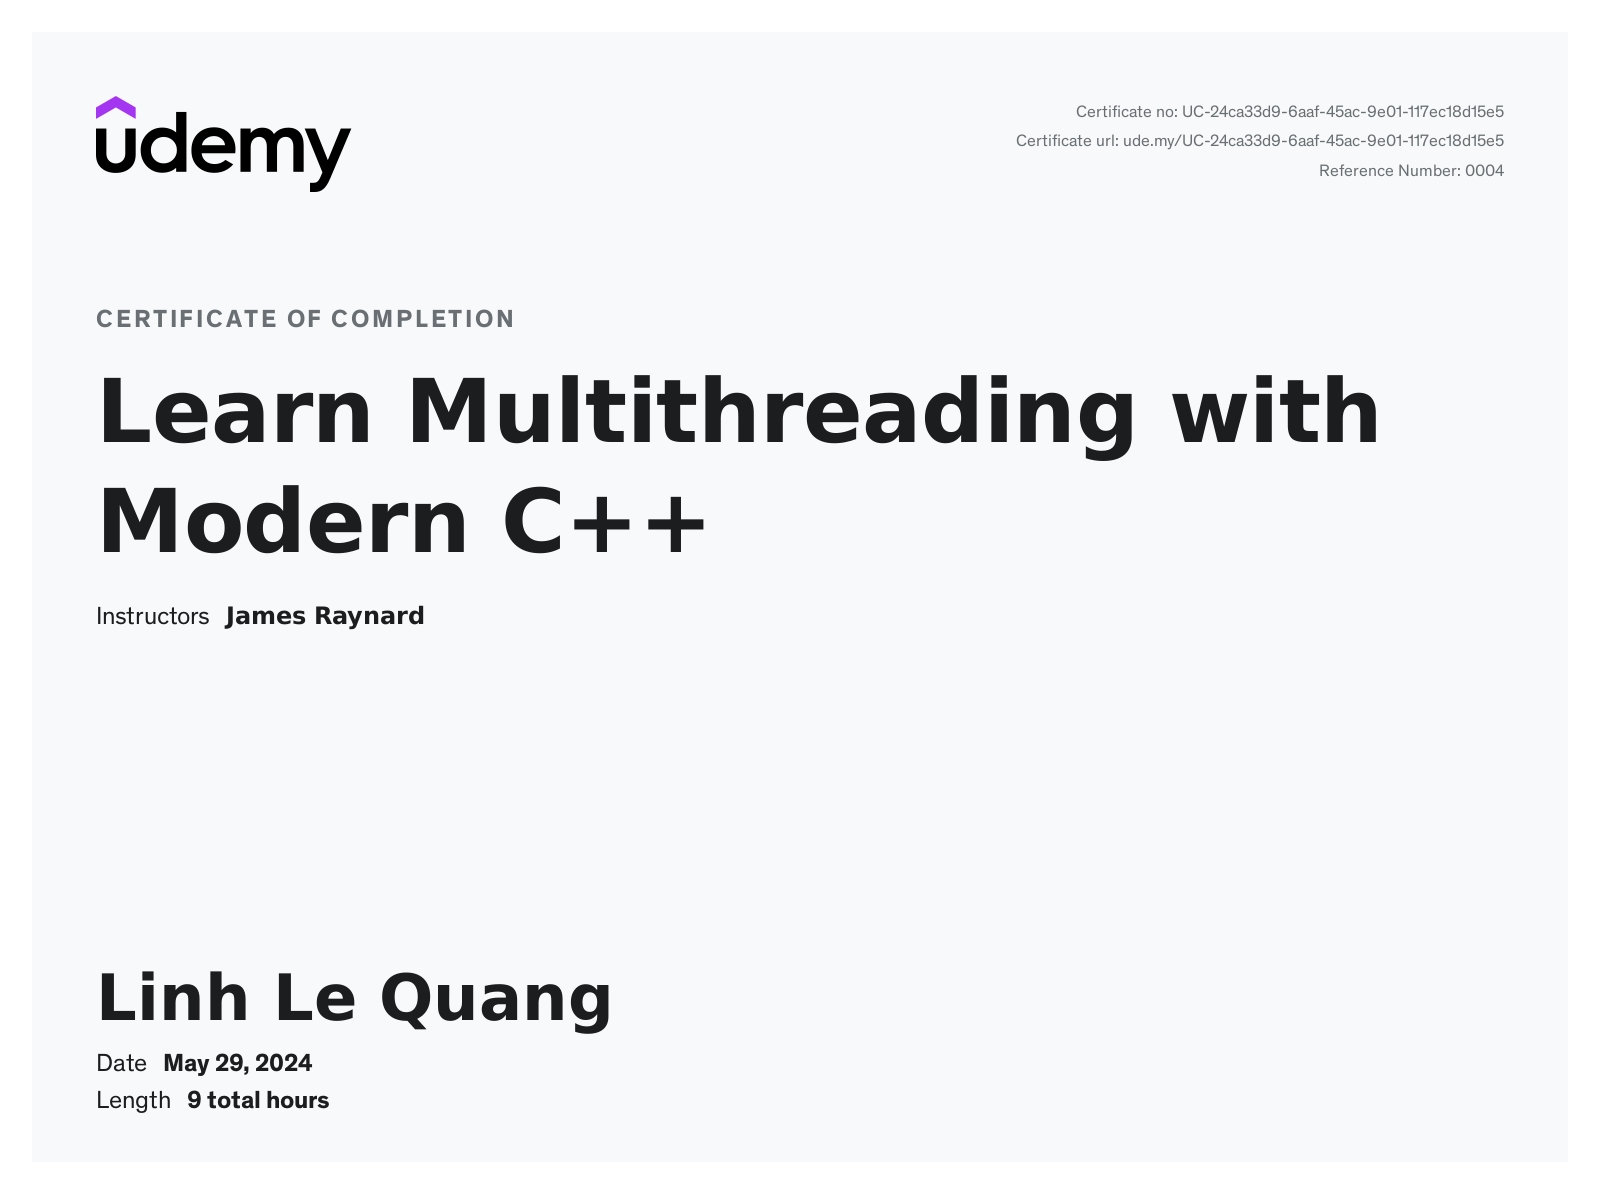 udemy
Certificate no: UC-24ca33d9-6aaf-45ac-9e01-117ec18d15e5
Certificate url: ude.my/UC-24ca33d9-6aaf-45ac-9e01-117ec18d15e5
Reference Number: 0004
CERTIFICATE OF COMPLETION
Learn Multithreading with
Modern C++
Instructors James Raynard
Linh Le Quang
Date May 29, 2024
Length 9 total hours